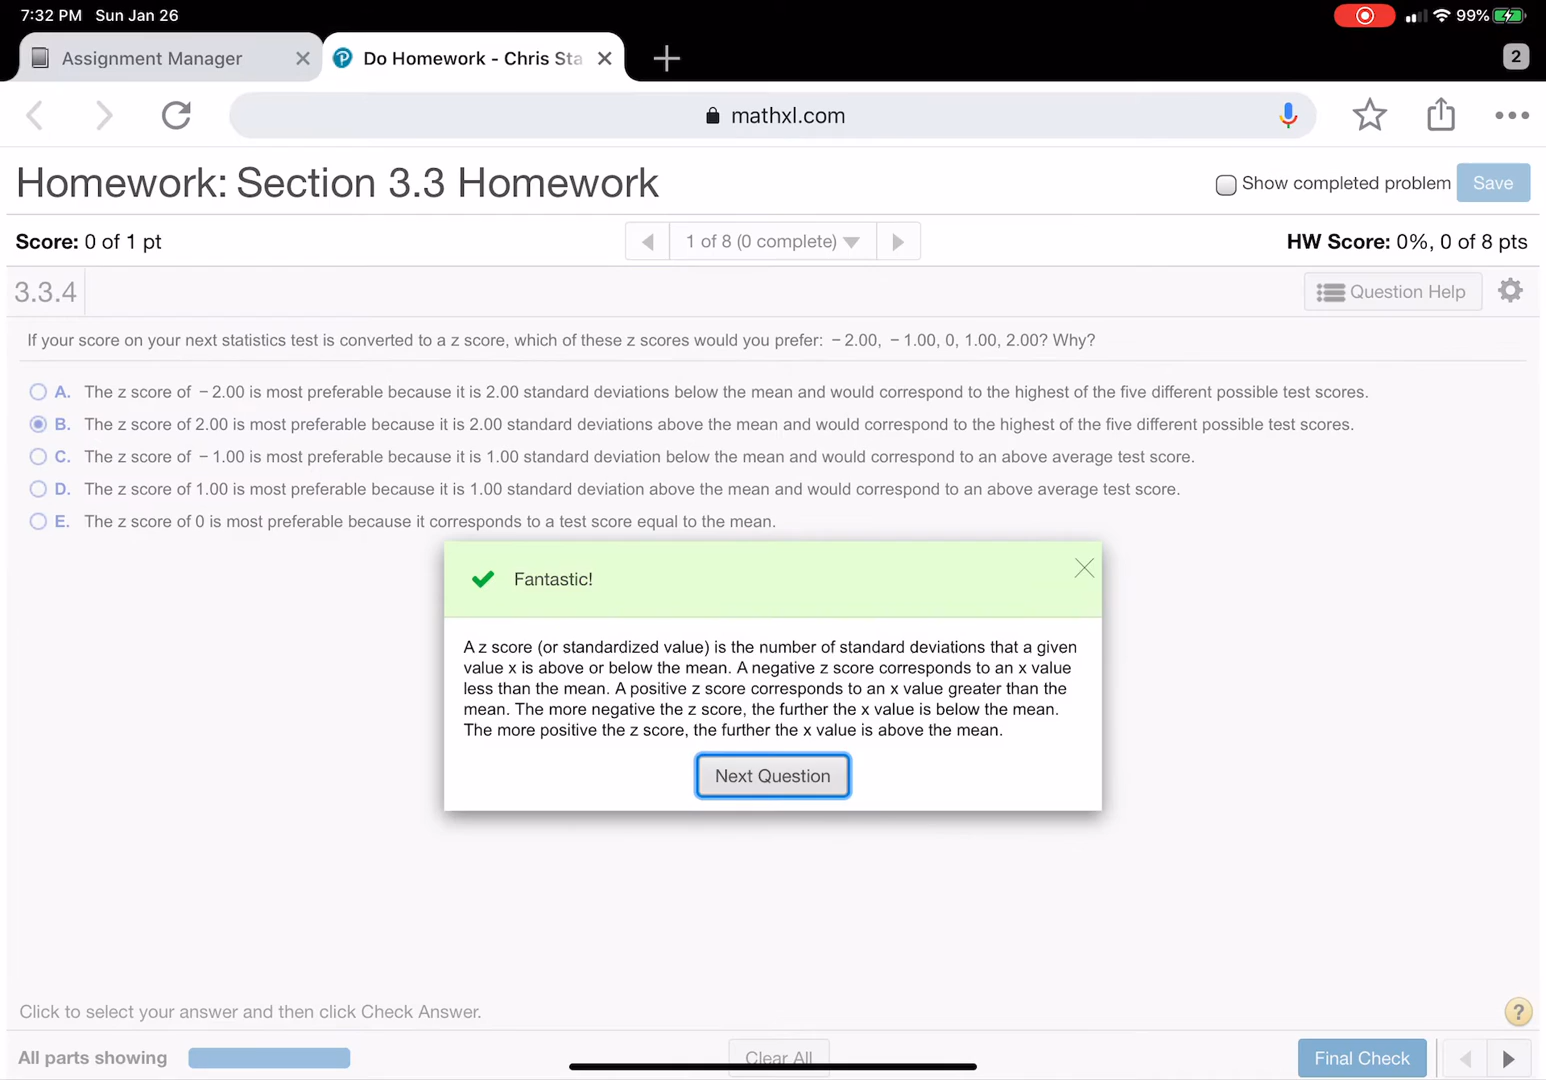 7:32 PM Sun Jan 26
99%
Assignment Manager
Do Homework - Chris Sta
2
mathxl.com
Homework: Section 3.3 Homework
Show completed problem
Save
Score: 0 of 1 pt
1 of 8 (0 complete)
HW Score: 0%, 0 of 8 pts
3.3.4
Question Help
If your score on your next statistics test is converted to a z score, which of these z scores would you prefer: − 2.00, − 1.00, 0, 1.00, 2.00? Why?
A. The z score of − 2.00 is most preferable because it is 2.00 standard deviations below the mean and would correspond to the highest of the five different possible test scores.
B. The z score of 2.00 is most preferable because it is 2.00 standard deviations above the mean and would correspond to the highest of the five different possible test scores.
C. The z score of − 1.00 is most preferable because it is 1.00 standard deviation below the mean and would correspond to an above average test score.
D. The z score of 1.00 is most preferable because it is 1.00 standard deviation above the mean and would correspond to an above average test score.
E. The z score of 0 is most preferable because it corresponds to a test score equal to the mean.
Fantastic!
A z score (or standardized value) is the number of standard deviations that a given
value x is above or below the mean. A negative z score corresponds to an x value
less than the mean. A positive z score corresponds to an x value greater than the
mean. The more negative the z score, the further the x value is below the mean.
The more positive the z score, the further the x value is above the mean.
Next Question
Click to select your answer and then click Check Answer.
?
All parts showing
Clear All
Final Check